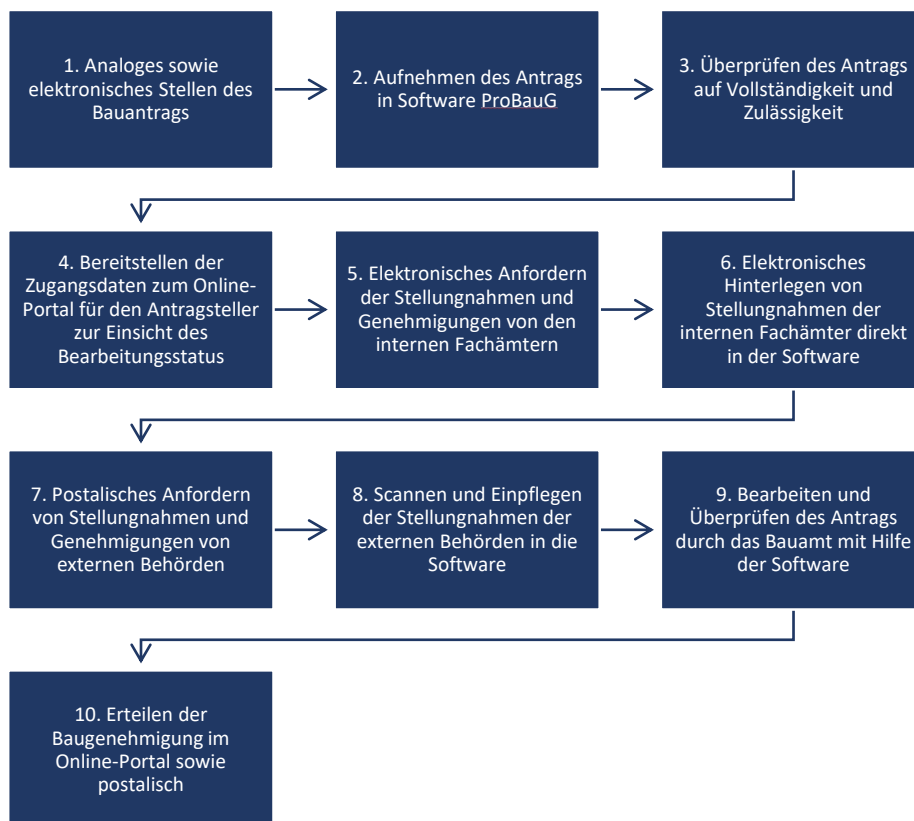 1. Analoges sowie
elektronisches Stellen des
Bauantrags
2. Aufnehmen des Antrags
in Software ProBauG
3. Überprüfen des Antrags
auf Vollständigkeit und
Zulässigkeit
4. Bereitstellen der
Zugangsdaten zum Online-
Portal für den Antragsteller
zur Einsicht des
Bearbeitungsstatus
5. Elektronisches Anfordern
der Stellungnahmen und
Genehmigungen von den
internen Fachämtern
6. Elektronisches
Hinterlegen von
Stellungnahmen der
internen Fachämter direkt
in der Software
7. Postalisches Anfordern
von Stellungnahmen und
Genehmigungen von
externen Behörden
8. Scannen und Einpflegen
der Stellungnahmen der
externen Behörden in die
Software
9. Bearbeiten und
Überprüfen des Antrags
durch das Bauamt mit Hilfe
der Software
10. Erteilen der
Baugenehmigung im
Online-Portal sowie
postalisch